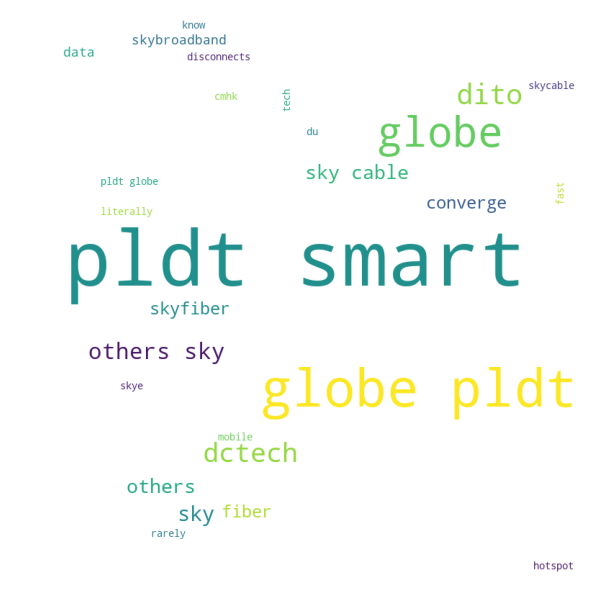 know
skybroadband
data
disconnects
skycable
dito
cmhk
tech
globe
du
sky cable
pldt globe
fast
converge
literally
pldt smart
skyfiber
others sky
globe pldt
skye
mobile
dctech
others
sky
fiber
rarely
hotspot